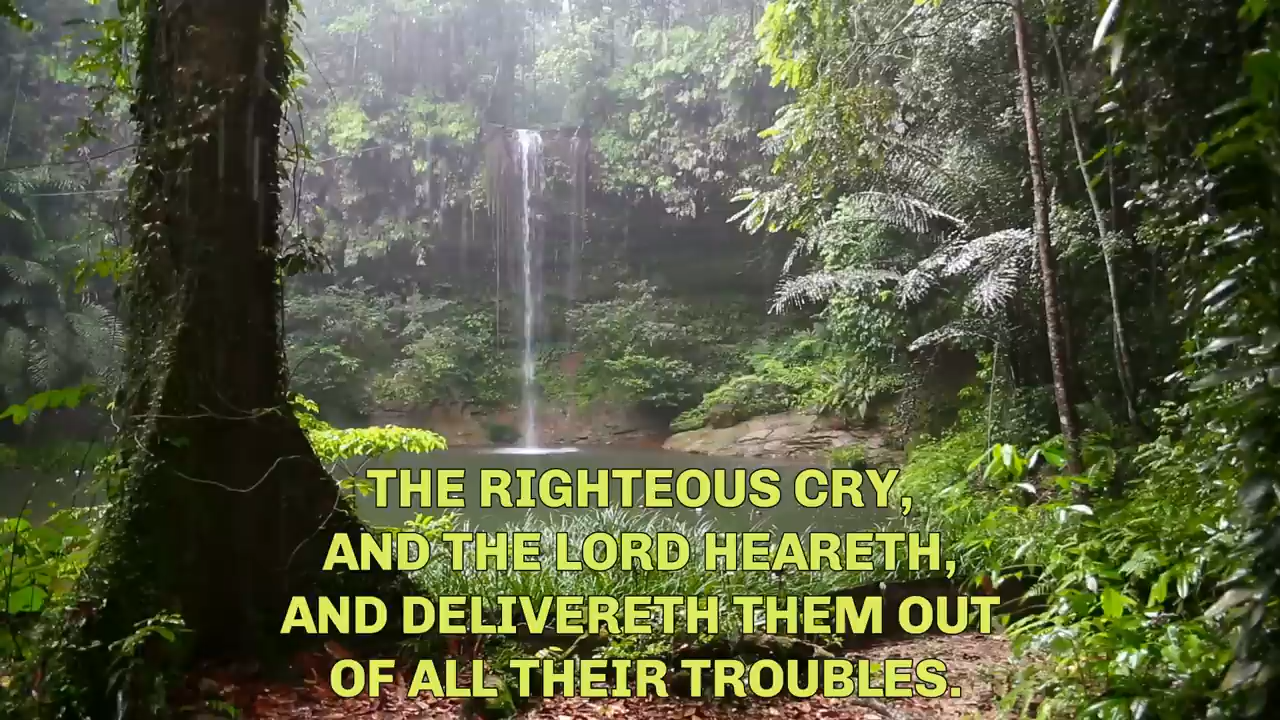 THE RIGHTEOUS CRY,
AND THE LORD HEARETH,
AND DELIVERETH THEM OUT
OF ALL THEIR TROUBLES.